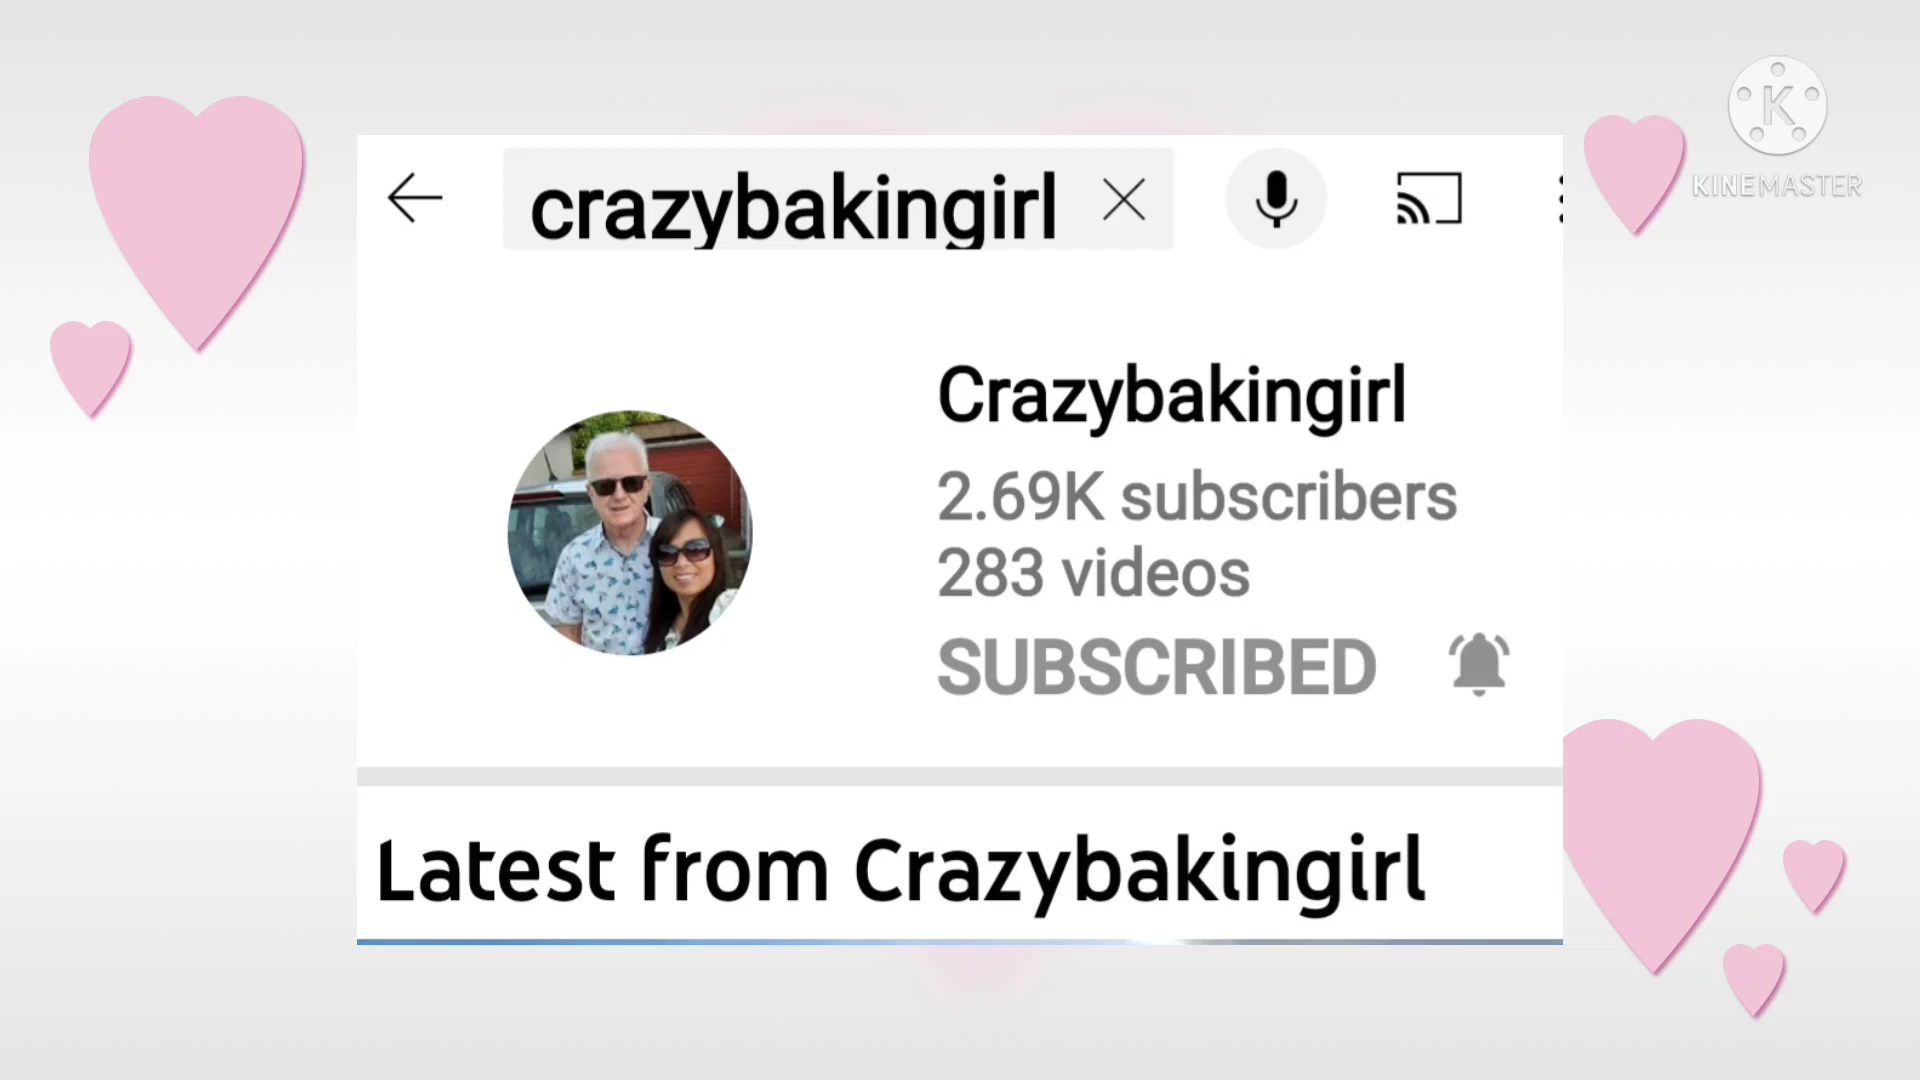 crazybakingirl
K
KINEMASTER
Crazybakingirl
2.69K subscribers
283 videos
SUBSCRIBED
Latest from Crazybakingirl